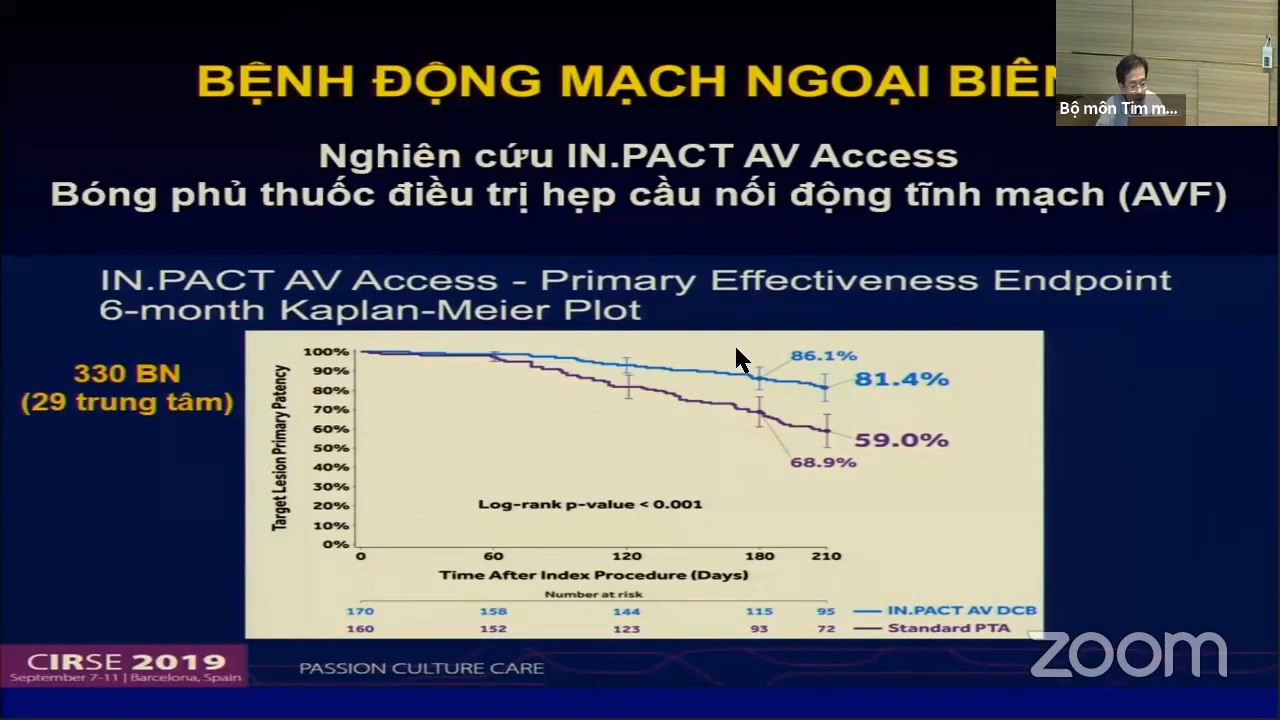 BỆNH ĐỘNG MẠCH NGOẠI BIÊN
Bộ môn Tim m...
Nghiên cứu IN.PACT AV Access
Bóng phủ thuốc điều trị hẹp cầu nối động tĩnh mạch (AVF)
IN.PACT AV Access - Primary Effectiveness Endpoint
6-month Kaplan-Meier Plot
330 BN
(29 trung tâm)
Target Lesion Primary Patency
100%
90%
80%
70%
60%
50%
40%
30%
20%
10%
0%
86.1%
81.4%
59.0%
68.9%
Log-rank p-value < 0.001
0 60 120 180 210
Time After Index Procedure (Days)
Number at risk
170 158 144 115 95 IN.PACT AV DCB
160 152 123 93 72 Standard PTA
zoom
CIRSE 2019
September 7-11 | Barcelona, Spain
PASSION CULTURE CARE